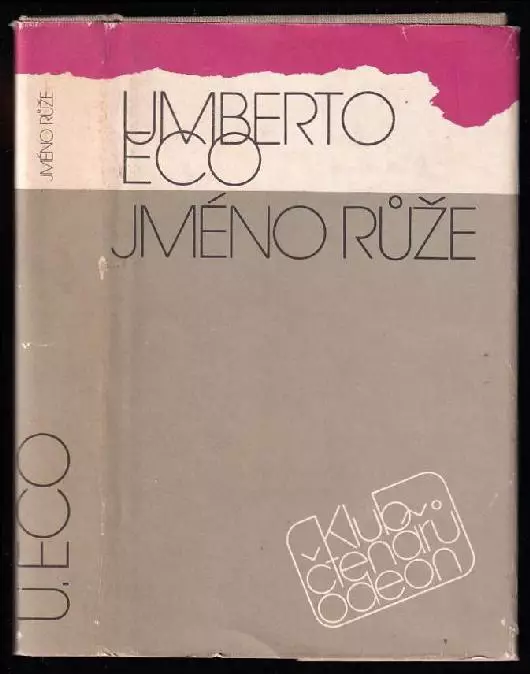 JMÉNO RŮŽE
U. ECO
UMBERTO
ECO
JMÉNO RŮŽE
Klub
čtenářů
odeon